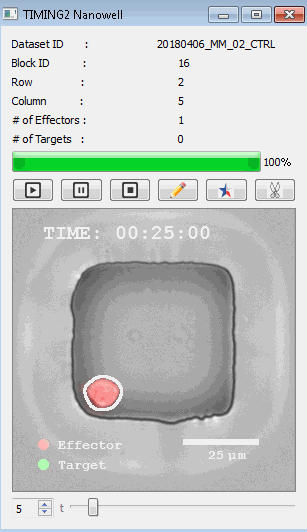 TIMING2 Nanowell
Dataset ID : 20180406_MM_02_CTRL
Block ID : 16
Row : 2
Column : 5
# of Effectors : 1
# of Targets : 0
100%
TIME: 00:25:00
Effector
Target
25 µm
5 t